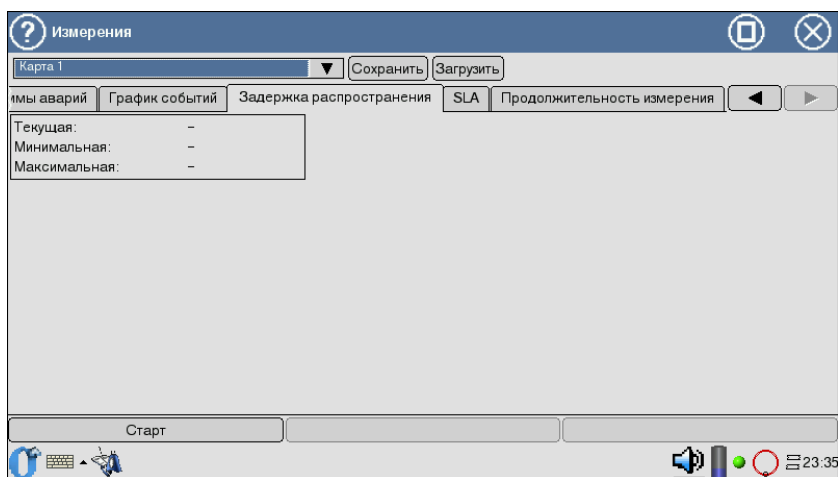 Измерения
Карта 1 Сохранить Загрузить
имы аварий График событий Задержка распространения SLA Продолжительность измерения
Текущая: –
Минимальная: –
Максимальная: –
Старт
23:35